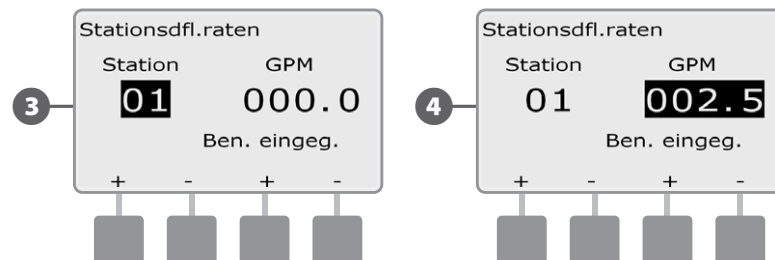 Stationsdfl.raten
Station GPM
3
01 000.0
Ben. eingeg.
+ - + -
Stationsdfl.raten
Station GPM
4
01 002.5
Ben. eingeg.
+ - + -